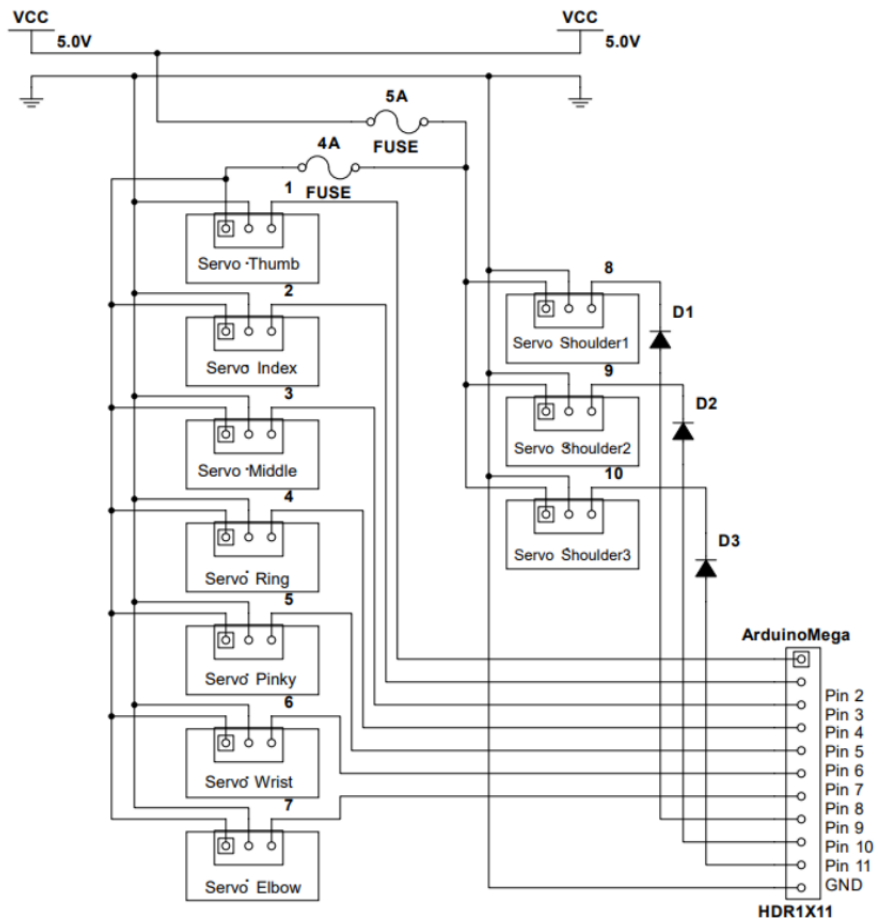 VCC
VCC
5.0V
5.0V
5A
FUSE
4A
FUSE
1
Servo Thumb
2
Servo Index
3
Servo Middle
4
Servo Ring
5
Servo Pinky
6
Servo Wrist
7
Servo Elbow
8
Servo Shoulder1
9
Servo Shoulder2
10
Servo Shoulder3
D1
D2
D3
ArduinoMega
Pin 2
Pin 3
Pin 4
Pin 5
Pin 6
Pin 7
Pin 8
Pin 9
Pin 10
Pin 11
GND
HDR1X11